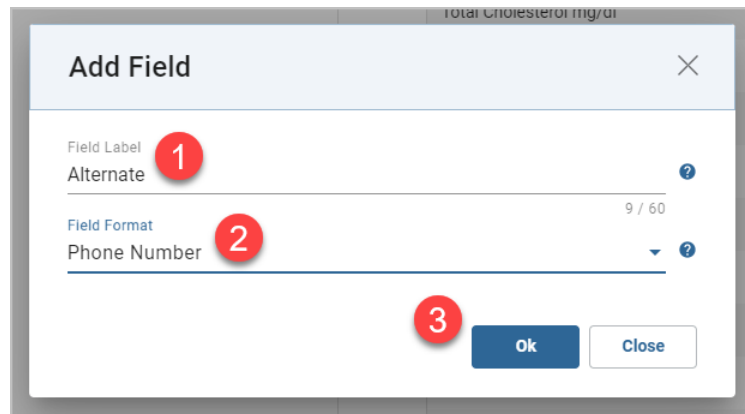 Total Cholesterol mg/dl
Add Field
Field Label
1
Alternate
9 / 60
Field Format
2
Phone Number
3
Ok
Close